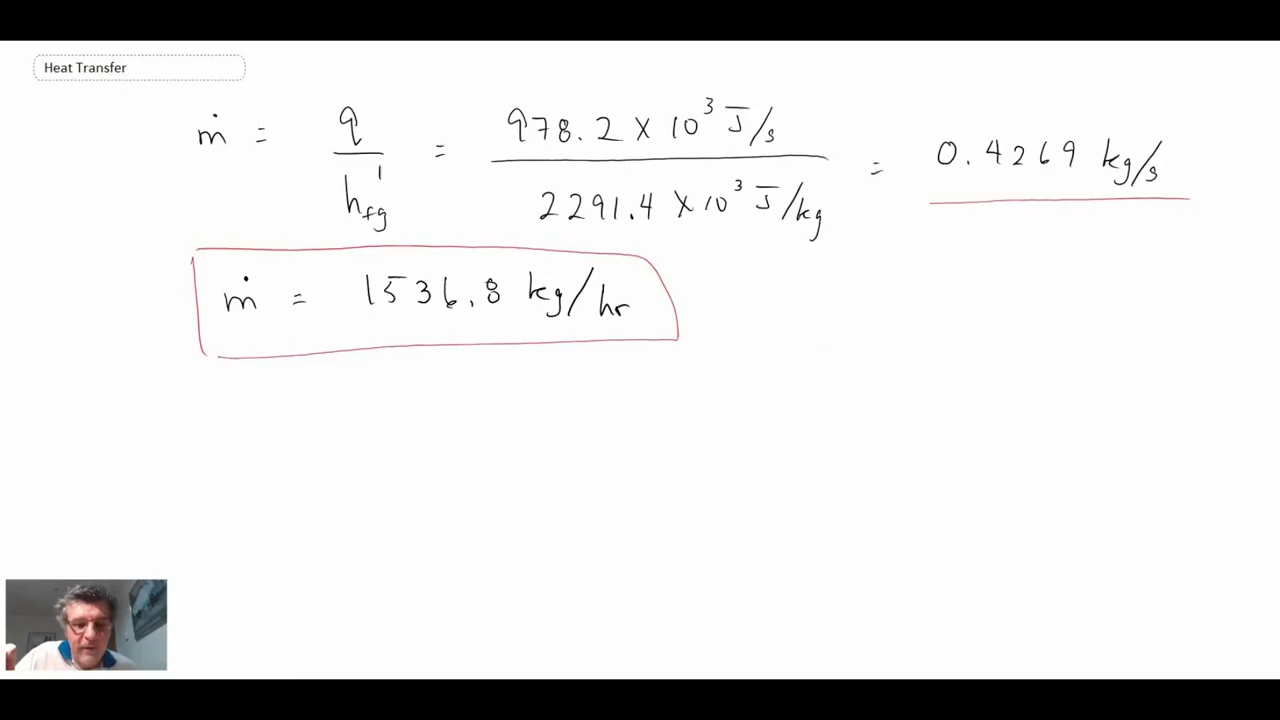 Heat Transfer
ṁ = q / h'fg = 978.2 × 10³ J/s / 2291.4 × 10³ J/kg = 0.4269 kg/s
ṁ = 1536.8 kg/hr